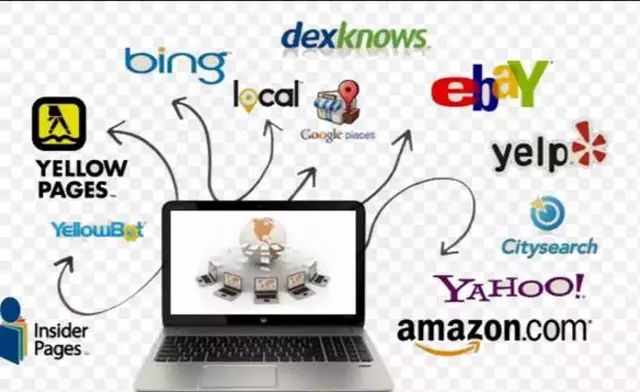 dexknows
bing
local
ebay
Google places
YELLOW
PAGES
yelp
YellowBot
Citysearch
YAHOO!
Insider
Pages
amazon.com